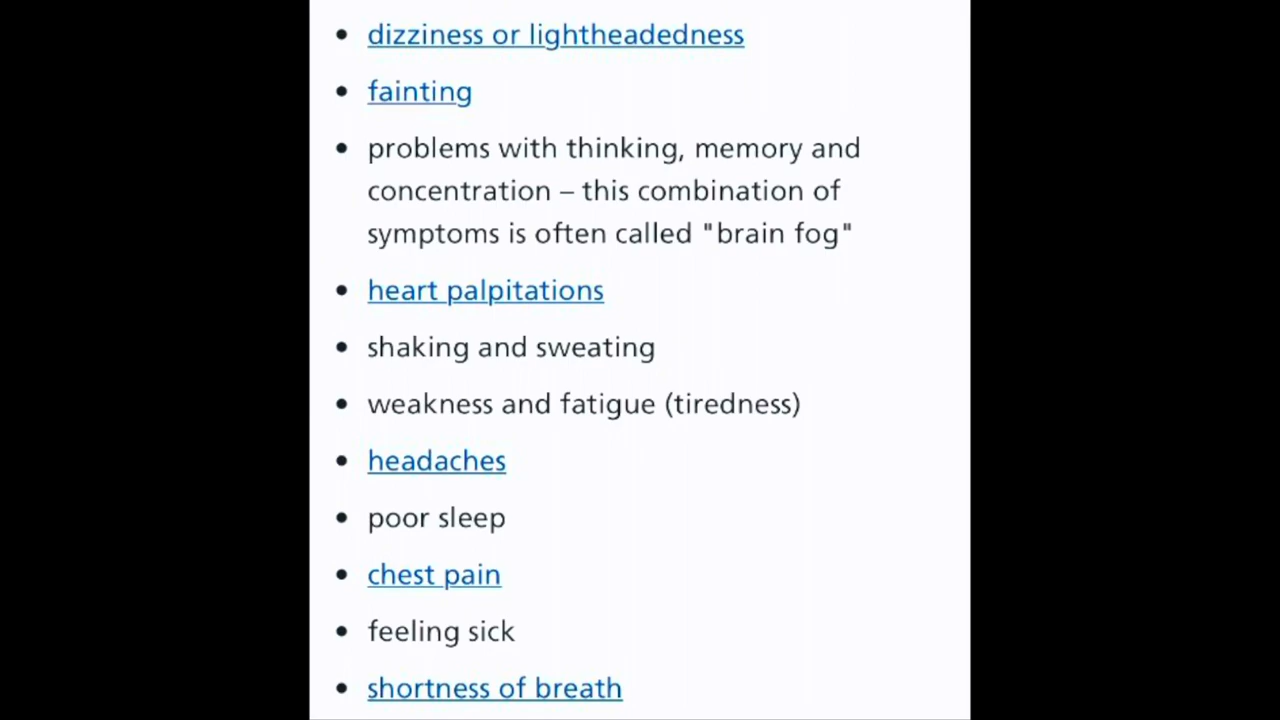 • dizziness or lightheadedness
• fainting
• problems with thinking, memory and
concentration – this combination of
symptoms is often called "brain fog"
• heart palpitations
• shaking and sweating
• weakness and fatigue (tiredness)
• headaches
• poor sleep
• chest pain
• feeling sick
• shortness of breath